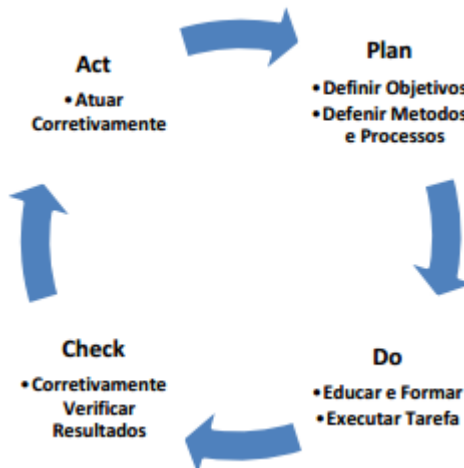 Act
• Atuar
Corretivamente
Plan
• Definir Objetivos
• Defenir Metodos
e Processos
Check
• Corretivamente
Verificar
Resultados
Do
• Educar e Formar
• Executar Tarefa